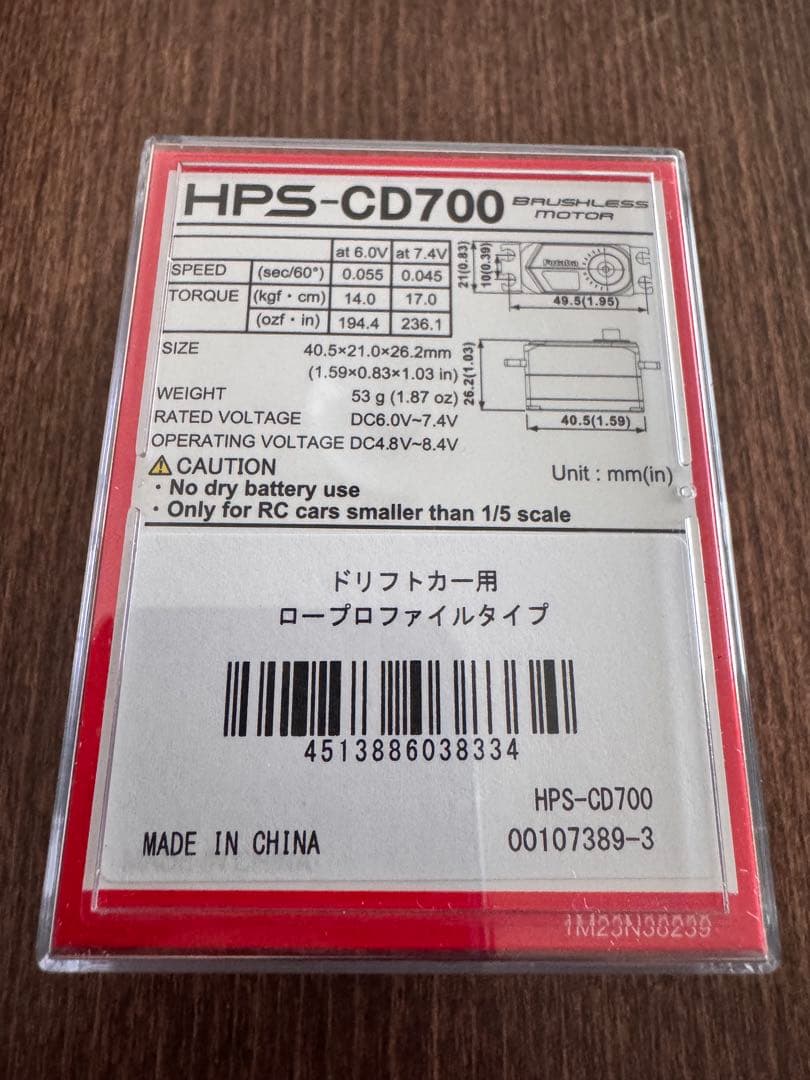 HPS-CD700 BRUSHLESS MOTOR
at 6.0V at 7.4V
SPEED (sec/60°) 0.055 0.045
TORQUE (kgf・cm) 14.0 17.0
(ozf・in) 194.4 236.1
21(0.83)
10(0.39)
Futaba
49.5(1.95)
SIZE 40.5×21.0×26.2mm
(1.59×0.83×1.03 in)
WEIGHT 53 g (1.87 oz)
RATED VOLTAGE DC6.0V~7.4V
OPERATING VOLTAGE DC4.8V~8.4V
26.2(1.03)
40.5(1.59)
Unit : mm(in)
CAUTION
・No dry battery use
・Only for RC cars smaller than 1/5 scale
ドリフトカー用
ロープロファイルタイプ
4513886038334
HPS-CD700
MADE IN CHINA 00107389-3
1M23N38239